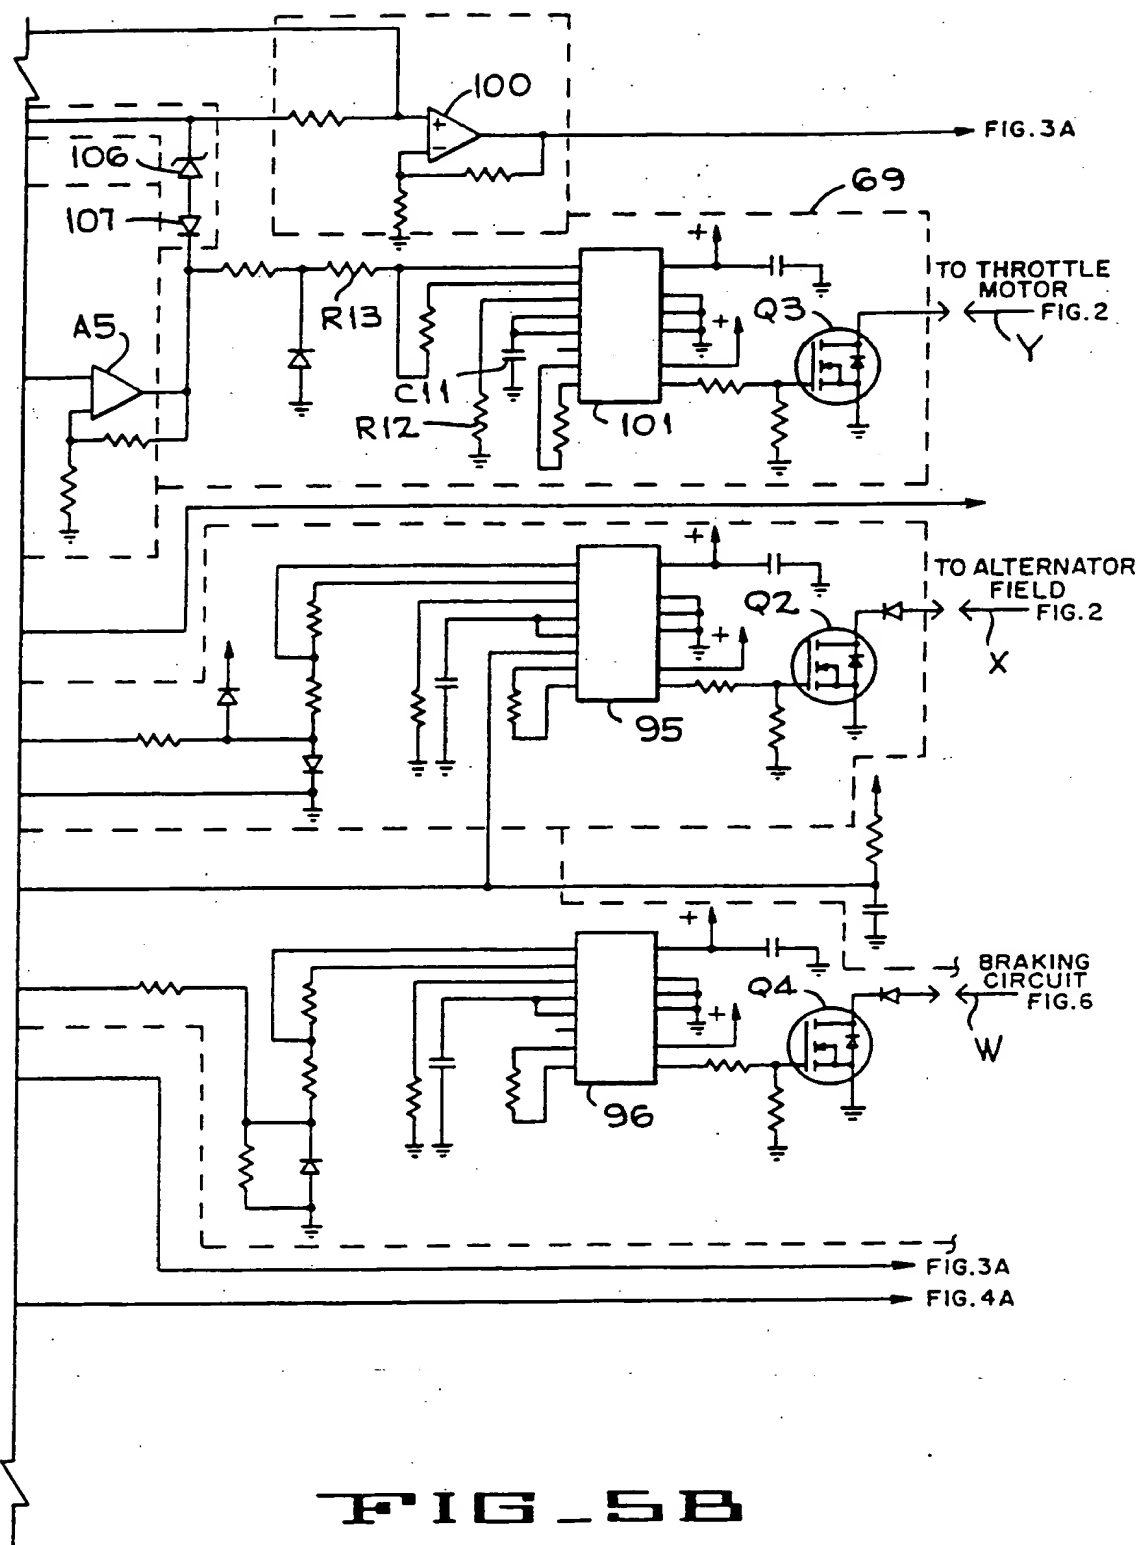 100
+
−
FIG. 3A
106
69
107
+
TO THROTTLE
MOTOR
FIG. 2
R13
Q3
+
A5
Y
C11
R12
101
+
TO ALTERNATOR
FIELD
FIG. 2
Q2
+
X
95
+
BRAKING
CIRCUIT
FIG. 6
Q4
+
W
96
FIG. 3A
FIG. 4A
FIG_5B